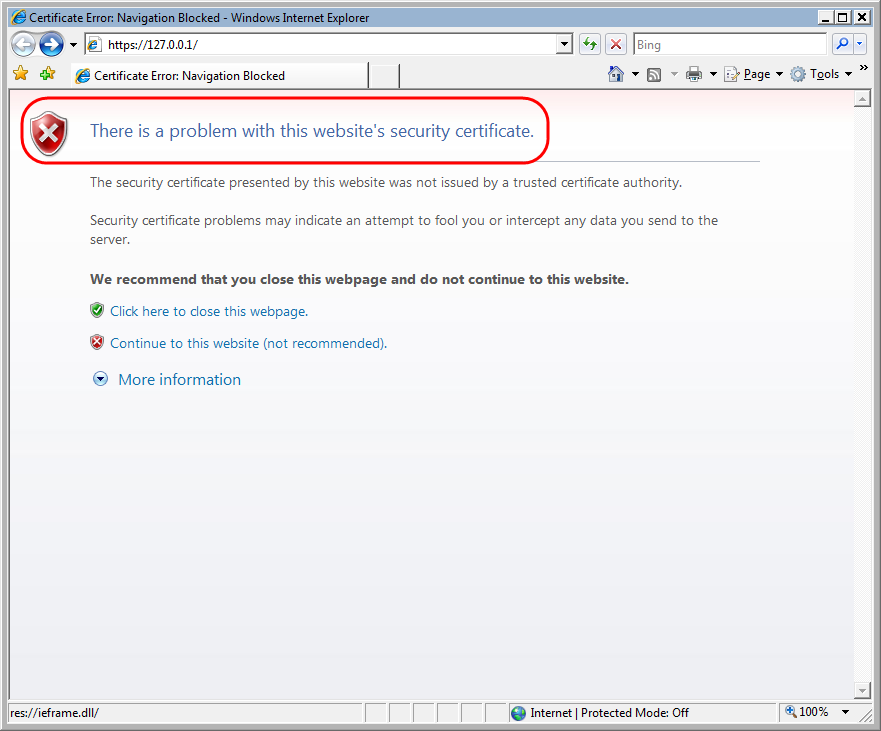 Certificate Error: Navigation Blocked - Windows Internet Explorer
https://127.0.0.1/
Bing
Certificate Error: Navigation Blocked
Page
Tools
There is a problem with this website's security certificate.
The security certificate presented by this website was not issued by a trusted certificate authority.
Security certificate problems may indicate an attempt to fool you or intercept any data you send to the
server.
We recommend that you close this webpage and do not continue to this website.
Click here to close this webpage.
Continue to this website (not recommended).
More information
res://ieframe.dll/
Internet | Protected Mode: Off
100%